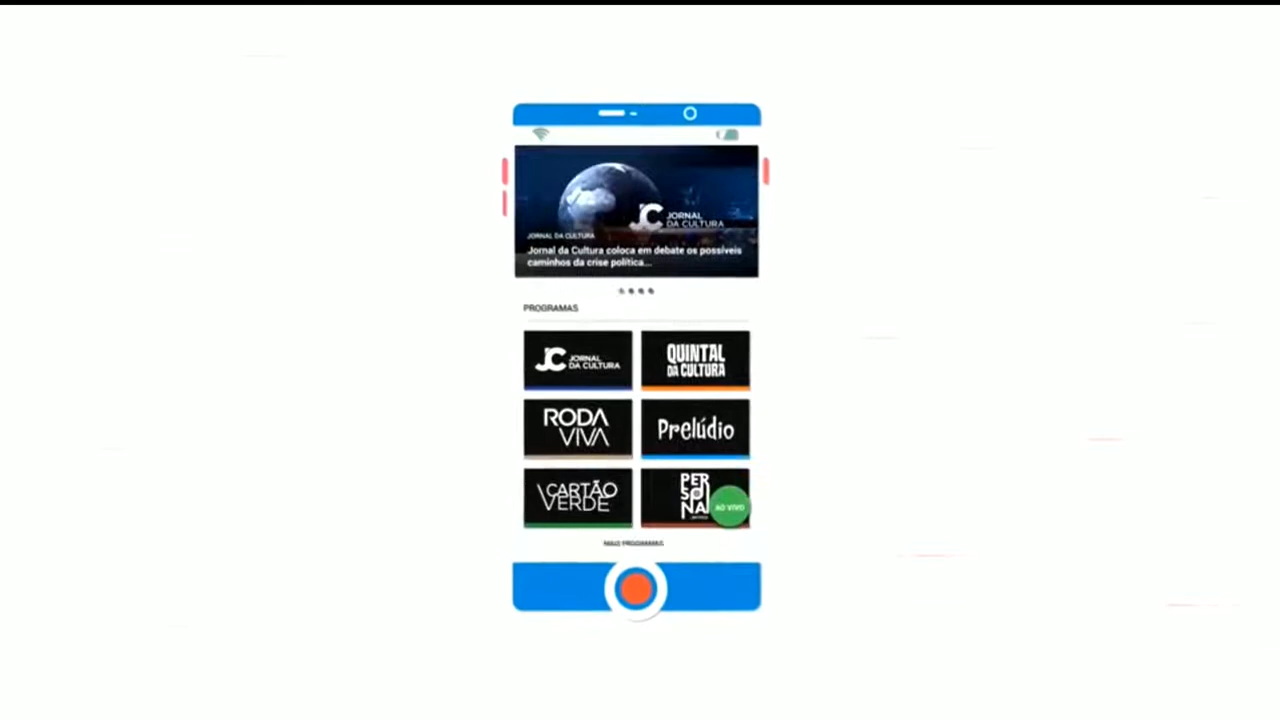 JC JORNAL
DA CULTURA
JORNAL DA CULTURA
Jornal da Cultura coloca em debate os possíveis
caminhos da crise política...
PROGRAMAS
JC JORNAL
DA CULTURA
QUINTAL
DA CULTURA
RODA
VIVA
Prelúdio
CARTÃO
VERDE
PER
SO
NA
AO VIVO
MAIS PROGRAMAS